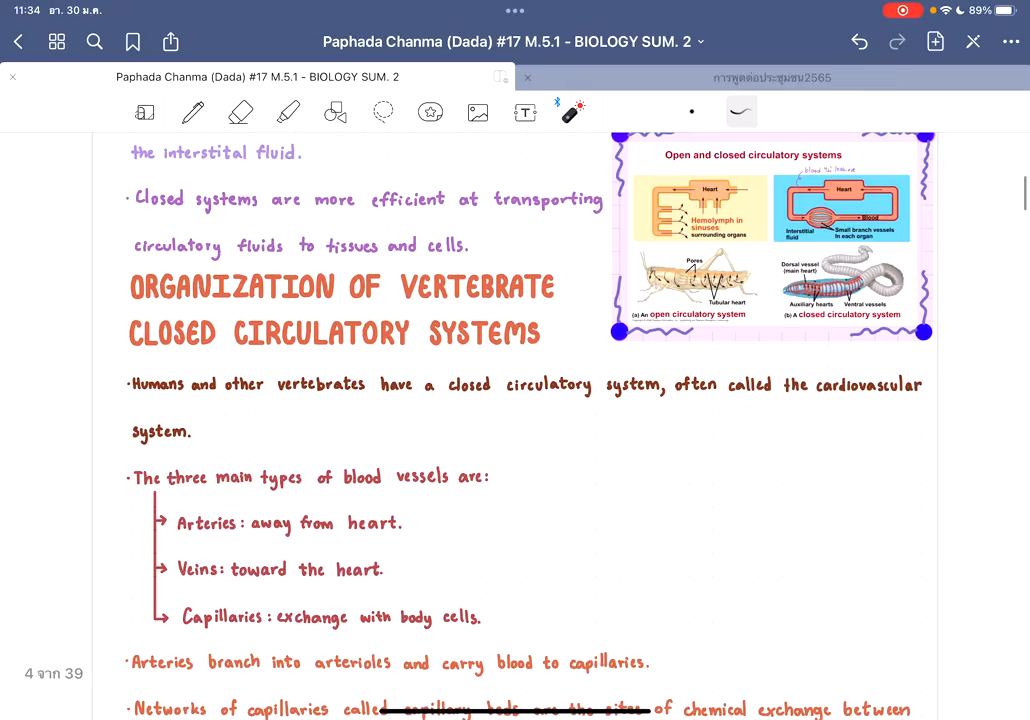 11:34 อา. 30 ม.ค.
89%
Paphada Chanma (Dada) #17 M.5.1 - BIOLOGY SUM. 2
Paphada Chanma (Dada) #17 M.5.1 - BIOLOGY SUM. 2
การพูดต่อประชุมชน2565
the interstital fluid.
· Closed systems are more efficient at transporting
circulatory fluids to tissues and cells.
Open and closed circulatory systems
Heart
Hemolymph in
sinuses
surrounding organs
Pores
Tubular heart
(a) An open circulatory system
Heart
Blood
Interstitial
fluid
Small branch vessels
In each organ
Dorsal vessel
(main heart)
Auxiliary hearts
Ventral vessels
(b) A closed circulatory system
ORGANIZATION OF VERTEBRATE
CLOSED CIRCULATORY SYSTEMS
·Humans and other vertebrates have a closed circulatory system, often called the cardiovascular
system.
·The three main types of blood vessels are:
Arteries: away from heart.
Veins: toward the heart.
Capillaries: exchange with body cells.
·Arteries branch into arterioles and carry blood to capillaries.
·Networks of capillaries called capillary beds are the sites of chemical exchange between
4 จาก 39